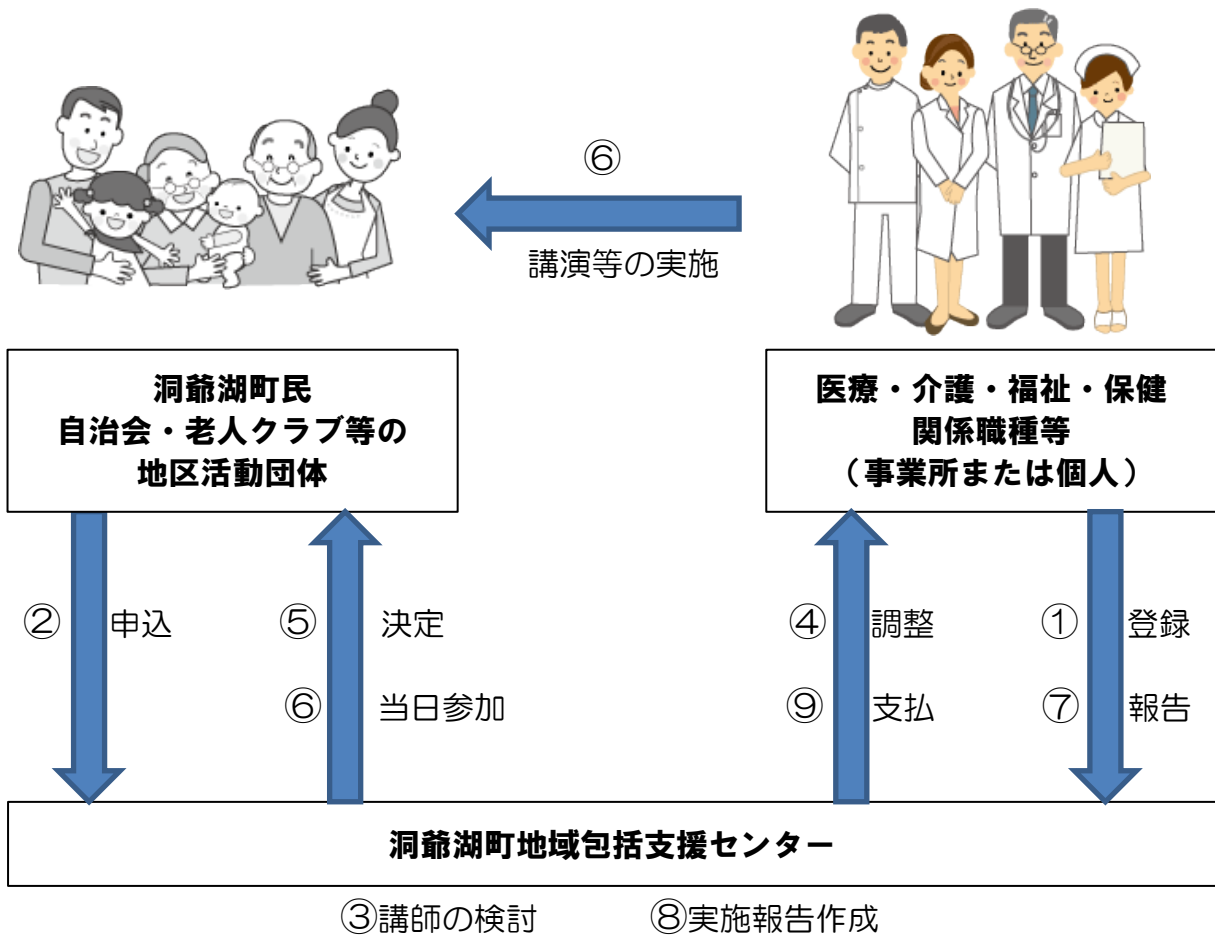 ⑥
講演等の実施
洞爺湖町民
自治会・老人クラブ等の
地区活動団体
医療・介護・福祉・保健
関係職種等
（事業所または個人）
② 申込
⑤ 決定
⑥ 当日参加
④ 調整
⑨ 支払
① 登録
⑦ 報告
洞爺湖町地域包括支援センター
③講師の検討
⑧実施報告作成